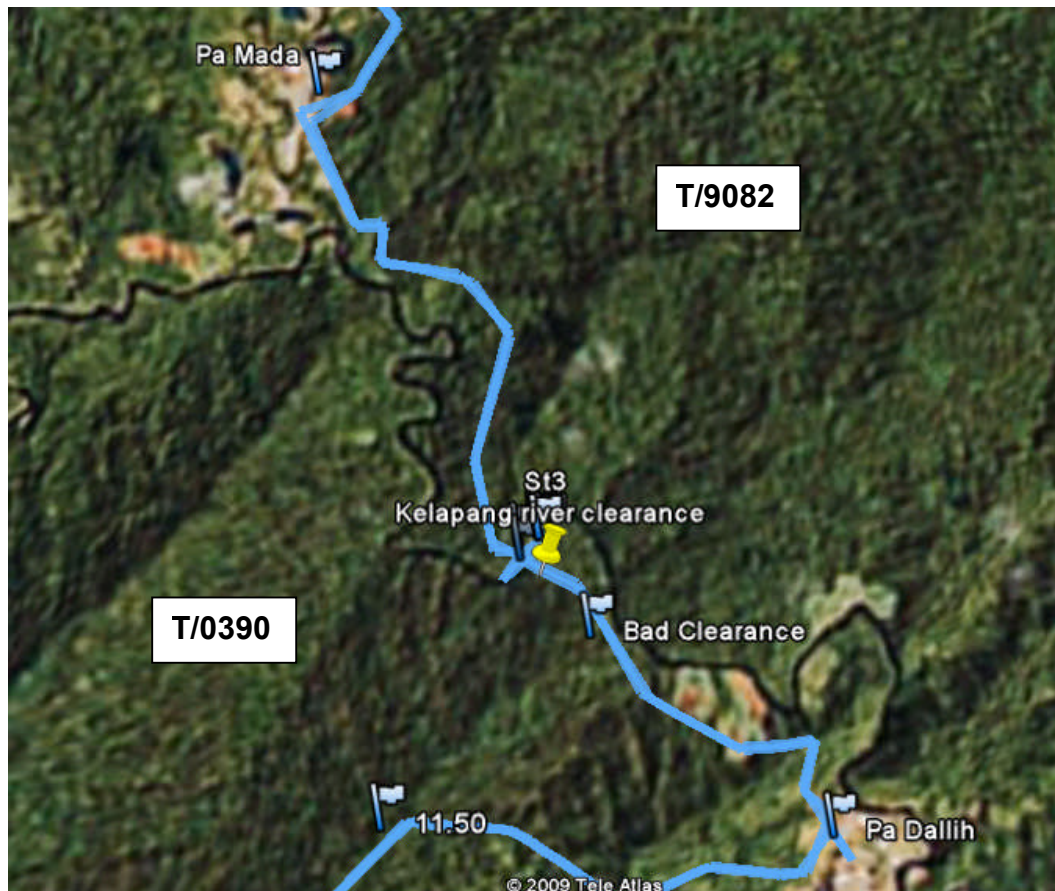 Pa Mada
T/9082
St3
Kelapang river clearance
T/0390
Bad Clearance
11.50
Pa Dallih
© 2009 Tele Atlas